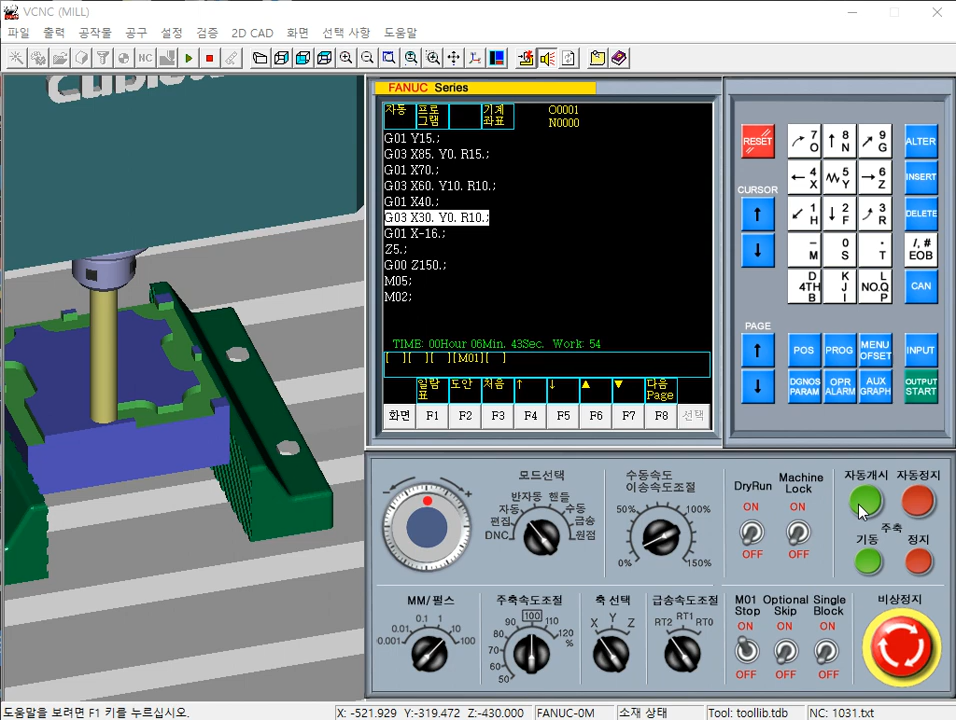 VCNC (MILL)
파일 출력 공작물 공구 설정 검증 2D CAD 화면 선택 사항 도움말
NC
FANUC Series
자동 프로그램 기계좌표 O0001
N0000
G01 Y15.;
G03 X85. Y0. R15.;
G01 X70.;
G03 X60. Y10. R10.;
G01 X40.;
G03 X30. Y0. R10.;
G01 X-16.;
Z5.;
G00 Z150.;
M05;
M02;
TIME: 00Hour 06Min. 43Sec. Work: 54
[ ][ ][ ][M01][ ]
일람표 도안 처음 ↑ ↓ ▲ ▼ 다음 Page
화면 F1 F2 F3 F4 F5 F6 F7 F8 선택
RESET 7 O 8 N 9 G ALTER
4 X 5 Y 6 Z INSERT
CURSOR
↑ 1 H 2 F 3 R DELETE
↓ - M 0 S . T /, # EOB
D 4TH B K J I L NO.Q P CAN
PAGE
↑ POS PROG MENU OFSET INPUT
↓ DGNOS PARAM OPR ALARM AUX GRAPH OUTPUT START
모드선택
DNC 편집 자동 반자동 핸들 수동 급송 원점
수동속도
이송속도조절
0% 50% 100% 150%
DryRun
ON
OFF
Machine
Lock
ON
OFF
자동개시 자동정지
주축
기동 정지
MM/펄스
0.001 0.01 0.1 1 10 100
주축속도조절
50 60 70 80 90 100 110 120 %
축 선택
X Y Z
급송속도조절
RT2 RT1 RT0
M01
Stop
ON
OFF
Optional
Skip
ON
OFF
Single
Block
ON
OFF
비상정지
도움말을 보려면 F1 키를 누르십시오. X: -521.929 Y:-319.472 Z:-430.000 FANUC-0M 소재 상태 Tool: toollib.tdb NC: 1031.txt